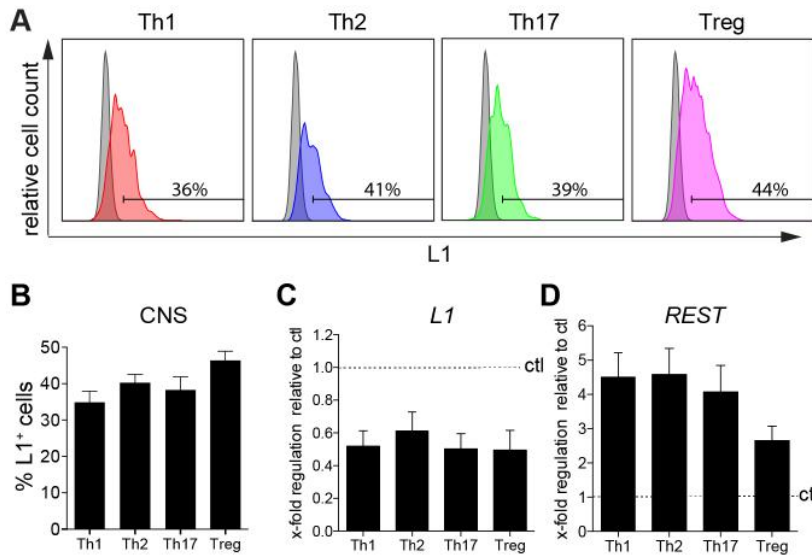 A
Th1 Th2 Th17 Treg
relative cell count
36% 41% 39% 44%
L1
B
CNS
% L1+ cells
50
40
30
20
10
0
Th1 Th2 Th17 Treg
C
L1
x-fold regulation relative to ctl
1.2
1.0
0.8
0.6
0.4
0.2
0.0
ctl
Th1 Th2 Th17 Treg
D
REST
x-fold regulation relative to ctl
6
5
4
3
2
1
0
ct
Th1 Th2 Th17 Treg